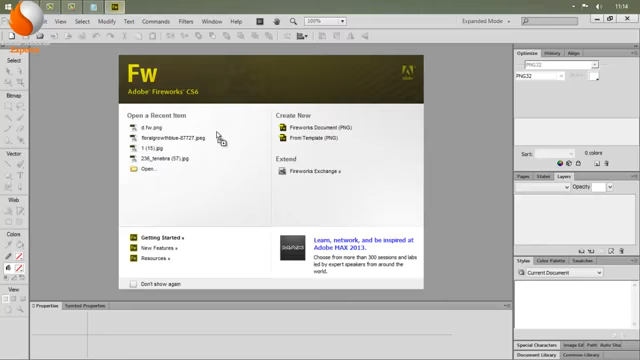 11:14
File Edit View Select Modify Text Commands Filters Window Help
100%
Expanded Mode
Fw
Adobe Fireworks CS6
Open a Recent Item
d.fw.png
floralgrowthblue-87727.jpeg
1 (15).jpg
236_fenebra (57).jpg
Open...
Create New
Fireworks Document (PNG)
From Template (PNG)
Extend
Fireworks Exchange »
Getting Started »
New Features »
Resources »
Learn, network, and be inspired at
Adobe MAX 2013.
Choose from more than 300 sessions and labs
led by expert speakers from around the
world.
Don't show again
Properties
Symbol Properties
Select
Bitmap
Vector
Web
Colors
View
Optimize History Align
PNG32
PNG32
Sort:
0 colors
Pages States Layers
Opacity
Styles Color Palette Swatches
Current Document
Special Characters Image Ed Path Auto Sha
Document Library Common Library